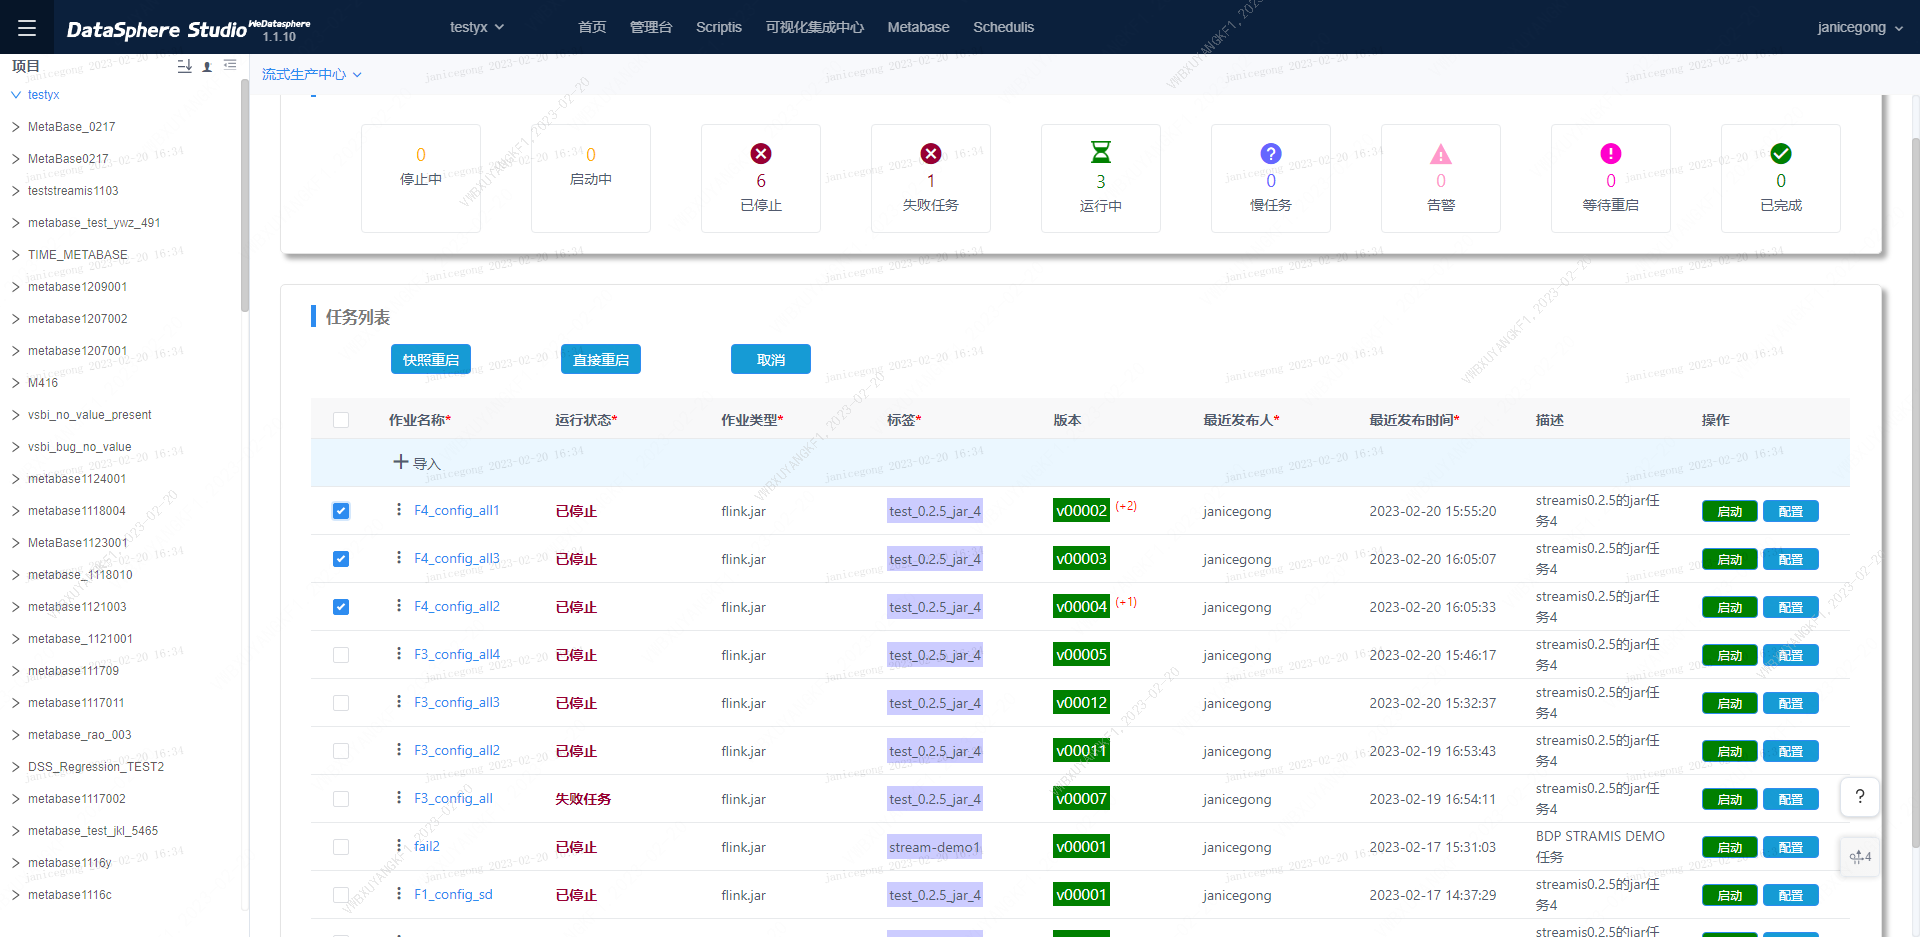 DataSphere Studio WeDatasphere 1.1.10
testyx
首页 管理台 Scriptis 可视化集成中心 Metabase Schedulis
janicegong
项目
流式生产中心
testyx
MetaBase_0217
MetaBase0217
teststreamis1103
metabase_test_ywz_491
TIME_METABASE
metabase1209001
metabase1207002
metabase1207001
M416
vsbi_no_value_present
vsbi_bug_no_value
metabase1124001
metabase1118004
MetaBase1123001
metabase_1118010
metabase1121003
metabase_1121001
metabase111709
metabase1117011
metabase_rao_003
DSS_Regression_TEST2
metabase1117002
metabase_test_jkl_5465
metabase1116y
metabase1116c
0 停止中
0 启动中
6 已停止
1 失败任务
3 运行中
0 慢任务
0 告警
0 等待重启
0 已完成
任务列表
快照重启 直接重启 取消
作业名称* 运行状态* 作业类型* 标签* 版本 最近发布人* 最近发布时间* 描述 操作
导入
F4_config_all1 已停止 flink.jar test_0.2.5_jar_4 v00002 (+2) janicegong 2023-02-20 15:55:20 streamis0.2.5的jar任务4 启动 配置
F4_config_all3 已停止 flink.jar test_0.2.5_jar_4 v00003 janicegong 2023-02-20 16:05:07 streamis0.2.5的jar任务4 启动 配置
F4_config_all2 已停止 flink.jar test_0.2.5_jar_4 v00004 (+1) janicegong 2023-02-20 16:05:33 streamis0.2.5的jar任务4 启动 配置
F3_config_all4 已停止 flink.jar test_0.2.5_jar_4 v00005 janicegong 2023-02-20 15:46:17 streamis0.2.5的jar任务4 启动 配置
F3_config_all3 已停止 flink.jar test_0.2.5_jar_4 v00012 janicegong 2023-02-20 15:32:37 streamis0.2.5的jar任务4 启动 配置
F3_config_all2 已停止 flink.jar test_0.2.5_jar_4 v00011 janicegong 2023-02-19 16:53:43 streamis0.2.5的jar任务4 启动 配置
F3_config_all 失败任务 flink.jar test_0.2.5_jar_4 v00007 janicegong 2023-02-19 16:54:11 streamis0.2.5的jar任务4 启动 配置
fail2 已停止 flink.jar stream-demo1 v00001 janicegong 2023-02-17 15:31:03 BDP STRAMIS DEMO任务 启动 配置
F1_config_sd 已停止 flink.jar test_0.2.5_jar_4 v00001 janicegong 2023-02-17 14:37:29 streamis0.2.5的jar任务4 启动 配置
streamis0.2.5的jar任
janicegong 2023-02-20 16:34
VWBXUYANGKF1, 2023-02-20